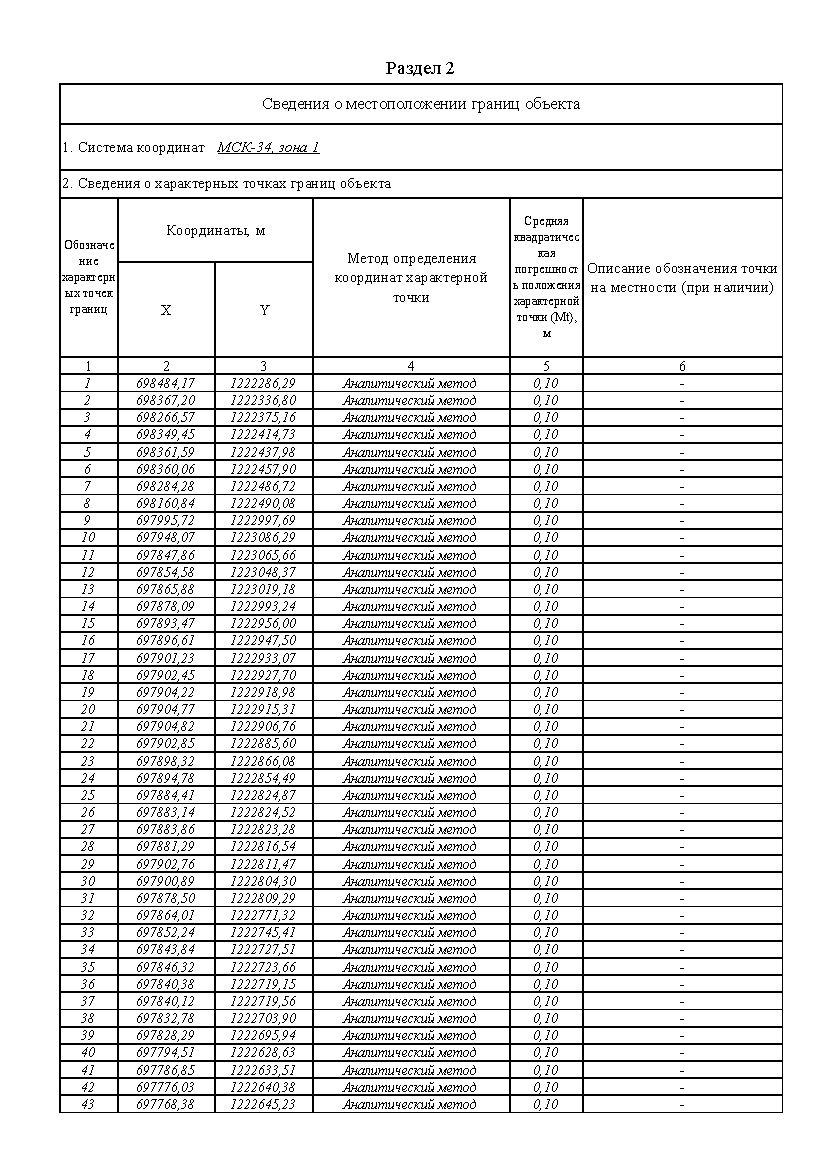 Раздел 2
Сведения о местоположении границ объекта
1. Система координат МСК-34, зона 1
2. Сведения о характерных точках границ объекта
Обозначе
ние
характерн
ых точек
границ
Координаты, м
X
Y
Метод определения
координат характерной
точки
Средняя
квадратичес
кая
погрешност
ь положения
характерной
точки (Mt),
м
Описание обозначения точки
на местности (при наличии)
1 2 3 4 5 6
1 698484,17 1222286,29 Аналитический метод 0,10 -
2 698367,20 1222336,80 Аналитический метод 0,10 -
3 698266,57 1222375,16 Аналитический метод 0,10 -
4 698349,45 1222414,73 Аналитический метод 0,10 -
5 698361,59 1222437,98 Аналитический метод 0,10 -
6 698360,06 1222457,90 Аналитический метод 0,10 -
7 698284,28 1222486,72 Аналитический метод 0,10 -
8 698160,84 1222490,08 Аналитический метод 0,10 -
9 697995,72 1222997,69 Аналитический метод 0,10 -
10 697948,07 1223086,29 Аналитический метод 0,10 -
11 697847,86 1223065,66 Аналитический метод 0,10 -
12 697854,58 1223048,37 Аналитический метод 0,10 -
13 697865,88 1223019,18 Аналитический метод 0,10 -
14 697878,09 1222993,24 Аналитический метод 0,10 -
15 697893,47 1222956,00 Аналитический метод 0,10 -
16 697896,61 1222947,50 Аналитический метод 0,10 -
17 697901,23 1222933,07 Аналитический метод 0,10 -
18 697902,45 1222927,70 Аналитический метод 0,10 -
19 697904,22 1222918,98 Аналитический метод 0,10 -
20 697904,77 1222915,31 Аналитический метод 0,10 -
21 697904,82 1222906,76 Аналитический метод 0,10 -
22 697902,85 1222885,60 Аналитический метод 0,10 -
23 697898,32 1222866,08 Аналитический метод 0,10 -
24 697894,78 1222854,49 Аналитический метод 0,10 -
25 697884,41 1222824,87 Аналитический метод 0,10 -
26 697883,14 1222824,52 Аналитический метод 0,10 -
27 697883,86 1222823,28 Аналитический метод 0,10 -
28 697881,29 1222816,54 Аналитический метод 0,10 -
29 697902,76 1222811,47 Аналитический метод 0,10 -
30 697900,89 1222804,30 Аналитический метод 0,10 -
31 697878,50 1222809,29 Аналитический метод 0,10 -
32 697864,01 1222771,32 Аналитический метод 0,10 -
33 697852,24 1222745,41 Аналитический метод 0,10 -
34 697843,84 1222727,51 Аналитический метод 0,10 -
35 697846,32 1222723,66 Аналитический метод 0,10 -
36 697840,38 1222719,15 Аналитический метод 0,10 -
37 697840,12 1222719,56 Аналитический метод 0,10 -
38 697832,78 1222703,90 Аналитический метод 0,10 -
39 697828,29 1222695,94 Аналитический метод 0,10 -
40 697794,51 1222628,63 Аналитический метод 0,10 -
41 697786,85 1222633,51 Аналитический метод 0,10 -
42 697776,03 1222640,38 Аналитический метод 0,10 -
43 697768,38 1222645,23 Аналитический метод 0,10 -